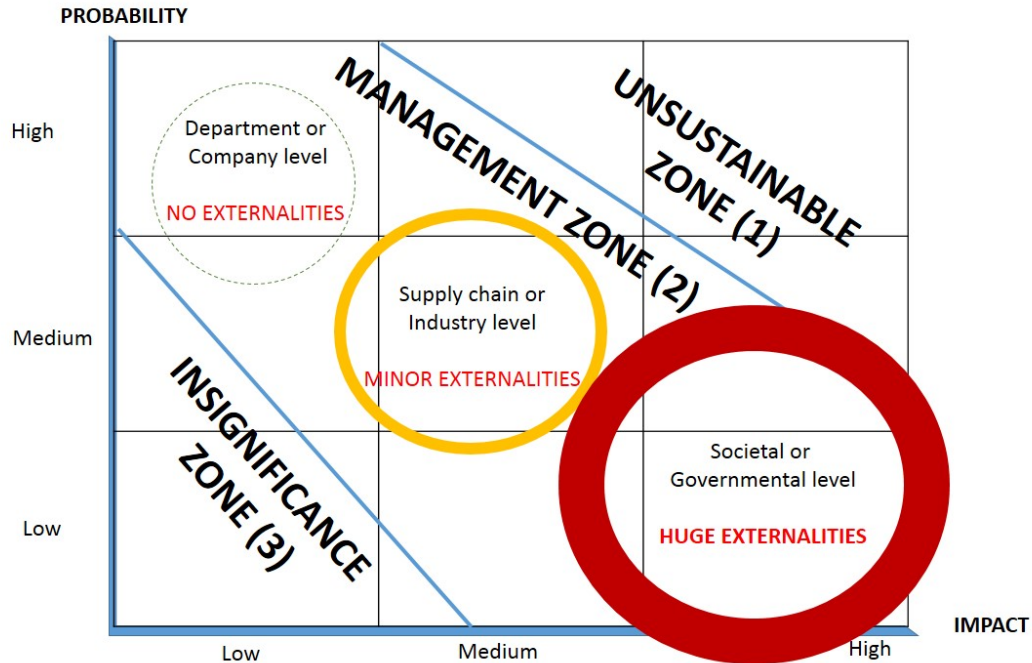 PROBABILITY
High
Medium
Low
Department or
Company level
NO EXTERNALITIES
MANAGEMENT ZONE (2)
UNSUSTAINABLE
ZONE (1)
Supply chain or
Industry level
MINOR EXTERNALITIES
INSIGNIFICANCE
ZONE (3)
Societal or
Governmental level
HUGE EXTERNALITIES
IMPACT
Low
Medium
High